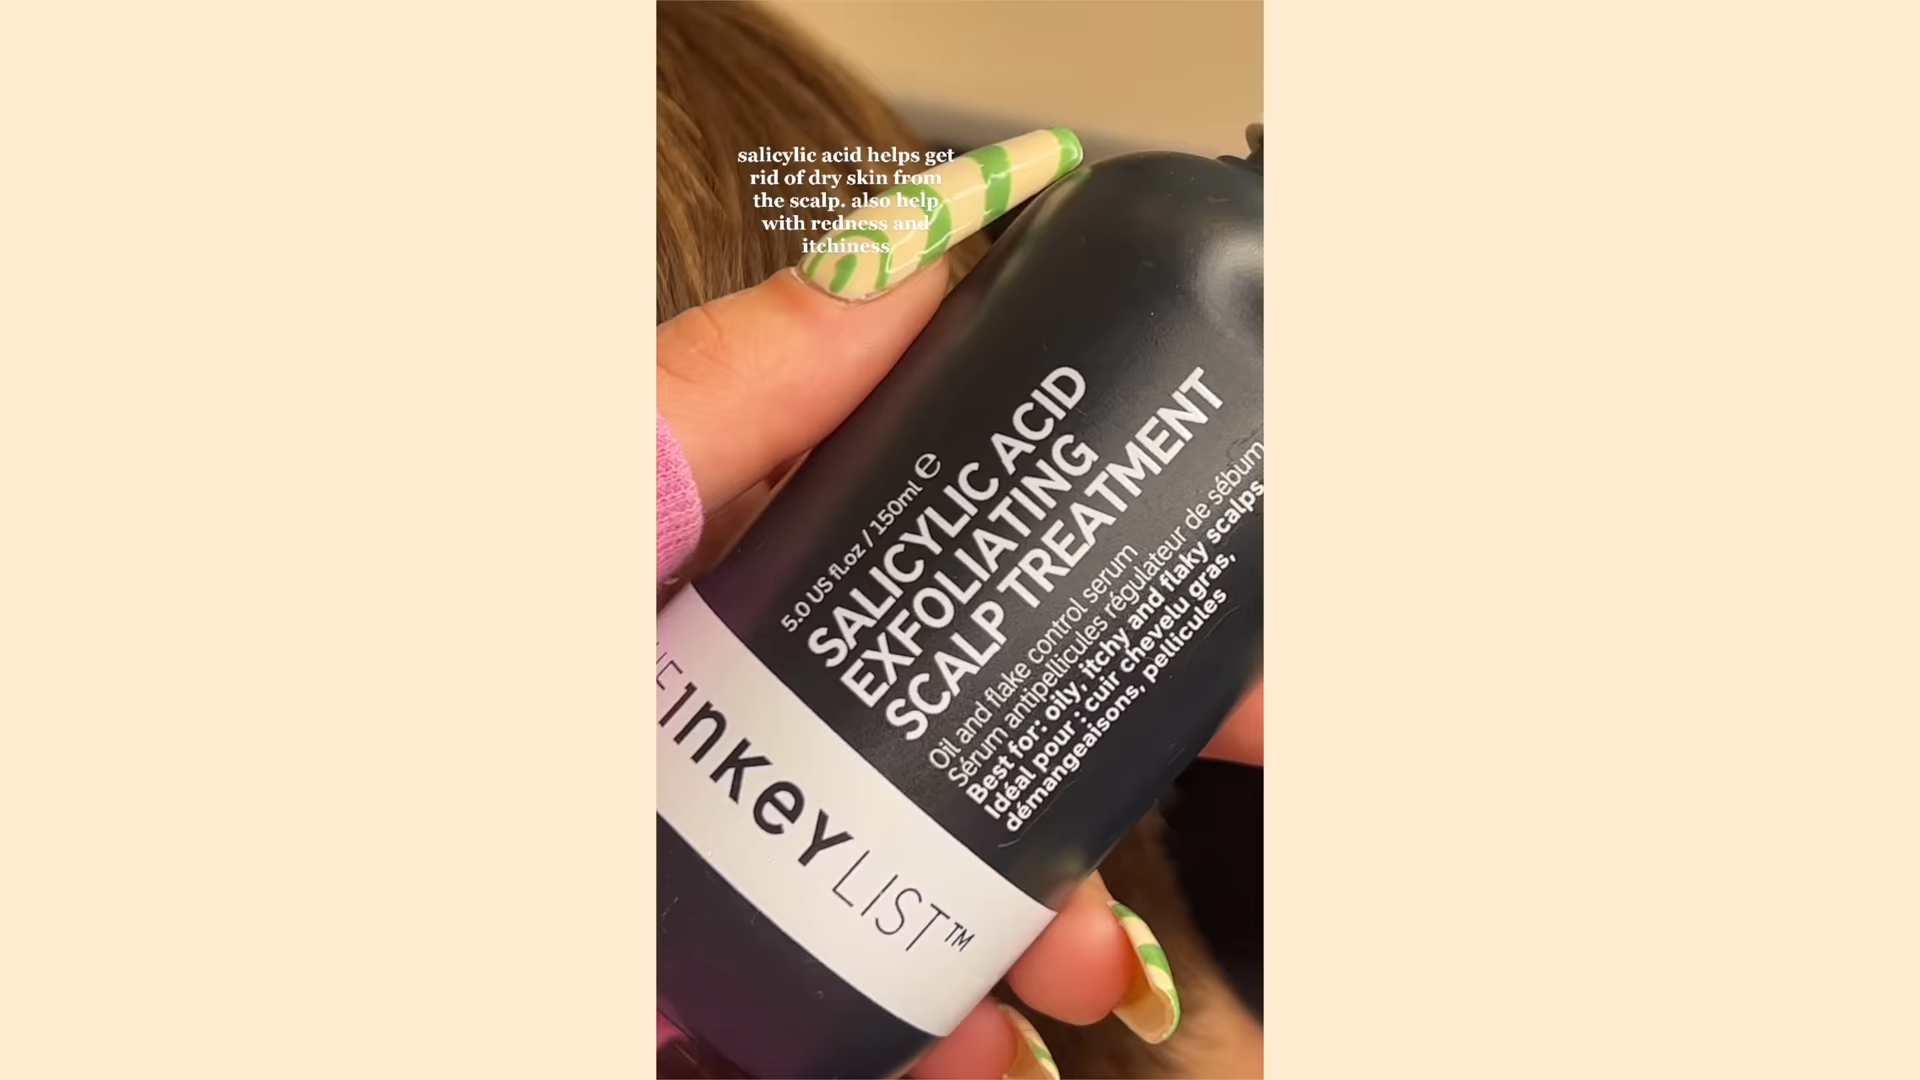 salicylic acid helps get
rid of dry skin from
the scalp. also help
with redness and
itchiness
5.0 US fl.oz / 150ml e
SALICYLIC ACID
EXFOLIATING
SCALP TREATMENT
Oil and flake control serum
Sérum antipellicules régulateur de sébum
Best for: oily, itchy and flaky scalps
Idéal pour : cuir chevelu gras,
démangeaisons, pellicules
INKEY LIST™